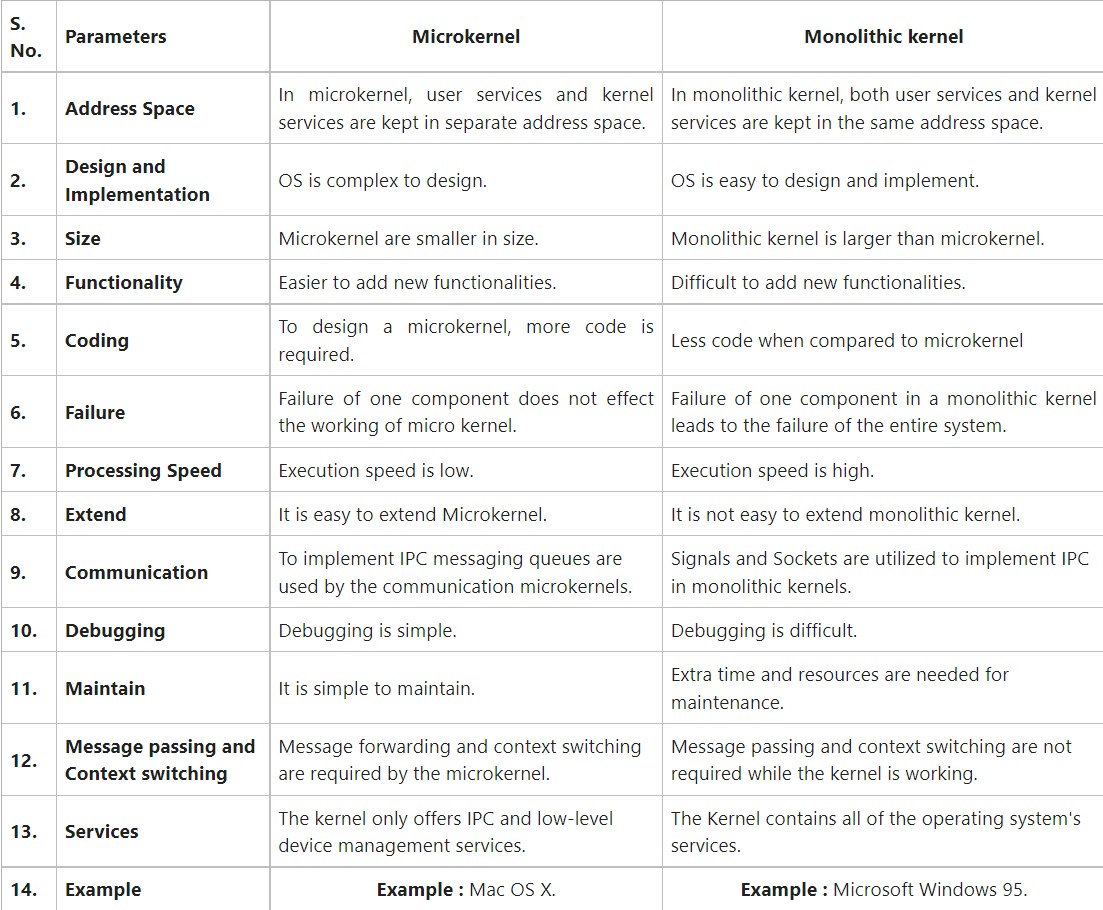 S. No. Parameters Microkernel Monolithic kernel
1. Address Space
In microkernel, user services and kernel
services are kept in separate address space.
In monolithic kernel, both user services and kernel
services are kept in the same address space.
2. Design and
Implementation
OS is complex to design.
OS is easy to design and implement.
3. Size
Microkernel are smaller in size.
Monolithic kernel is larger than microkernel.
4. Functionality
Easier to add new functionalities.
Difficult to add new functionalities.
5. Coding
To design a microkernel, more code is
required.
Less code when compared to microkernel
6. Failure
Failure of one component does not effect
the working of micro kernel.
Failure of one component in a monolithic kernel
leads to the failure of the entire system.
7. Processing Speed
Execution speed is low.
Execution speed is high.
8. Extend
It is easy to extend Microkernel.
It is not easy to extend monolithic kernel.
9. Communication
To implement IPC messaging queues are
used by the communication microkernels.
Signals and Sockets are utilized to implement IPC
in monolithic kernels.
10. Debugging
Debugging is simple.
Debugging is difficult.
11. Maintain
It is simple to maintain.
Extra time and resources are needed for
maintenance.
12. Message passing and
Context switching
Message forwarding and context switching
are required by the microkernel.
Message passing and context switching are not
required while the kernel is working.
13. Services
The kernel only offers IPC and low-level
device management services.
The Kernel contains all of the operating system's
services.
14. Example
Example : Mac OS X.
Example : Microsoft Windows 95.